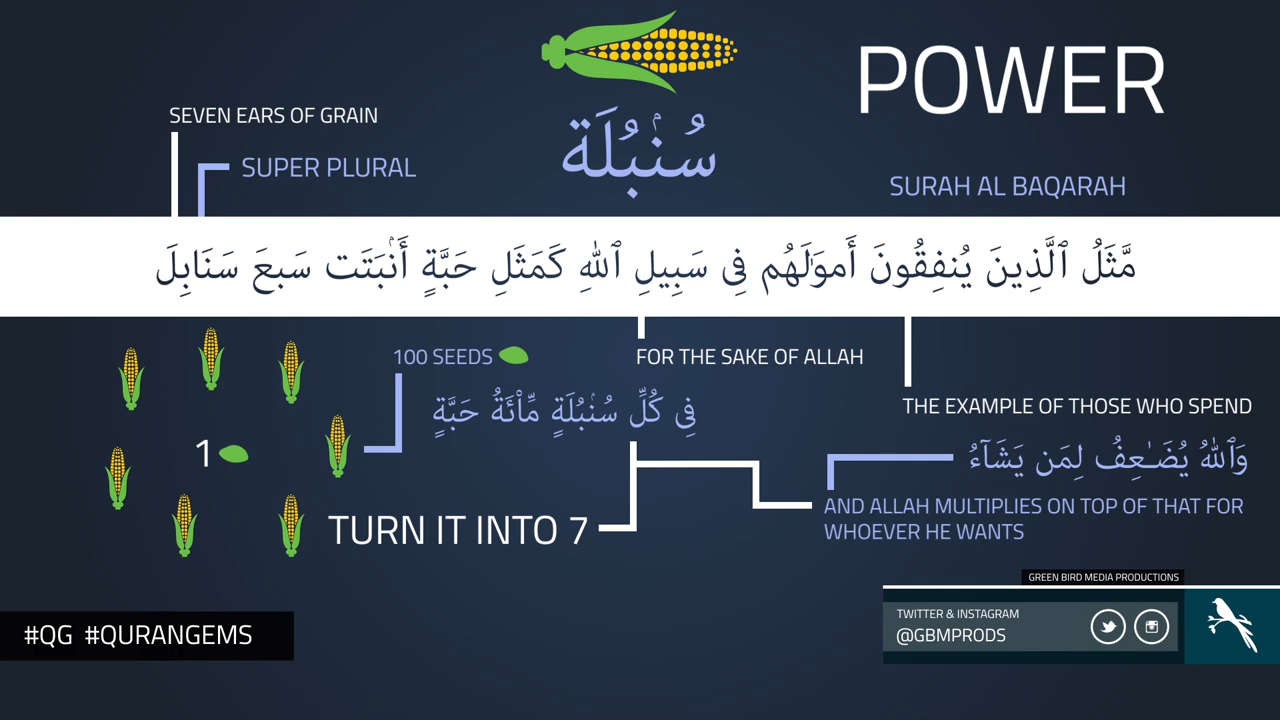 POWER
SEVEN EARS OF GRAIN
سُنۢبُلَة
SUPER PLURAL
SURAH AL BAQARAH
مَّثَلُ ٱلَّذِينَ يُنفِقُونَ أَموَٰلَهُم فِى سَبِيلِ ٱللَّهِ كَمَثَلِ حَبَّةٍ أَنۢبَتَت سَبعَ سَنَابِلَ
100 SEEDS
FOR THE SAKE OF ALLAH
فِى كُلِّ سُنۢبُلَةٍ مِّا۟ئَةُ حَبَّةٍ
THE EXAMPLE OF THOSE WHO SPEND
1
وَٱللَّهُ يُضَـٰعِفُ لِمَن يَشَآءُ
AND ALLAH MULTIPLIES ON TOP OF THAT FOR
WHOEVER HE WANTS
TURN IT INTO 7
GREEN BIRD MEDIA PRODUCTIONS
TWITTER & INSTAGRAM
@GBMPRODS
#QG #QURANGEMS